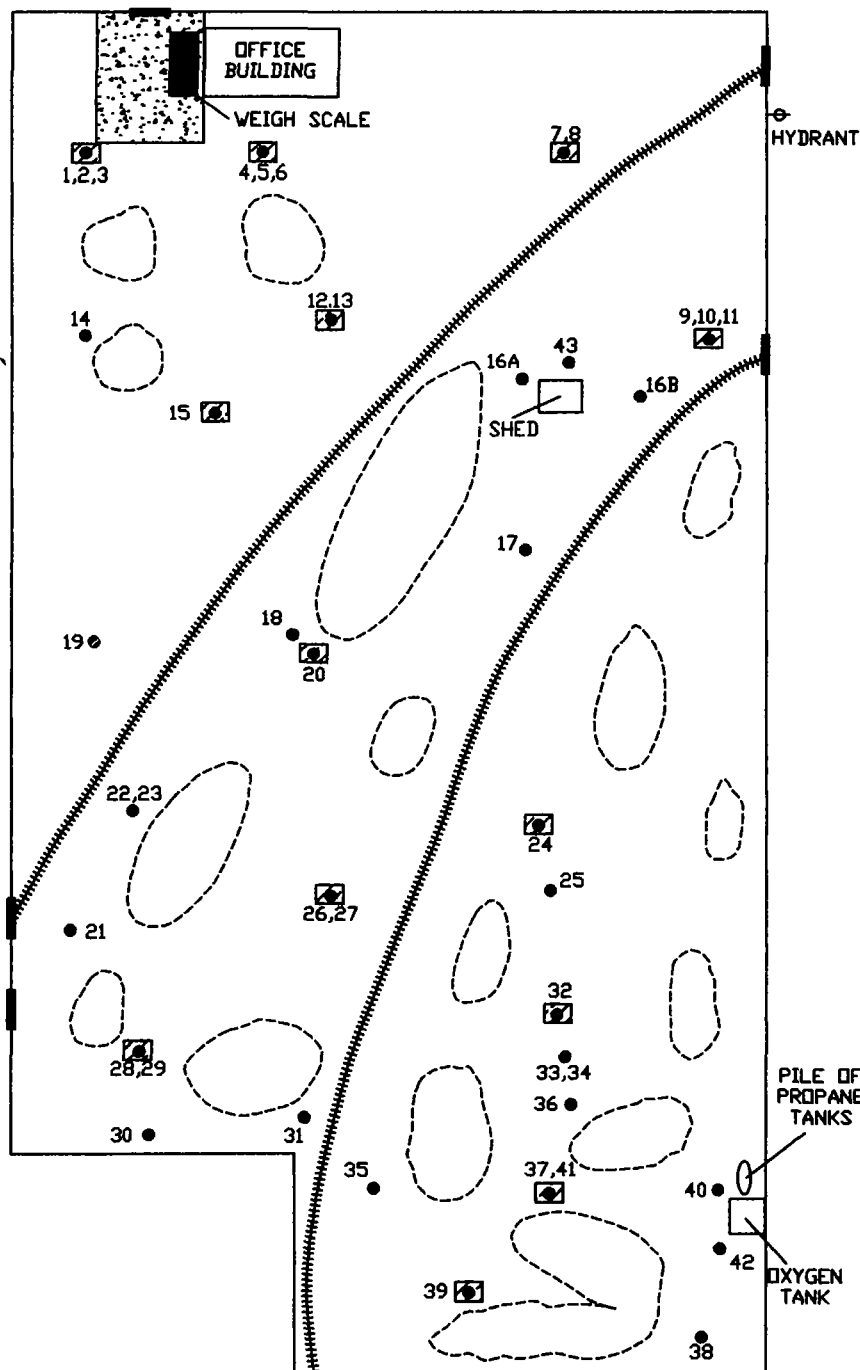 OFFICE
BUILDING
WEIGH SCALE
HYDRANT
7,8
1,2,3
4,5,6
12,13
9,10,11
14
43
16A
16B
15
SHED
17
18
19
20
22,23
24
25
26,27
21
32
28,29
33,34
PILE OF
PROPANE
TANKS
36
31
30
35
37,41
40
42
OXYGEN
TANK
39
38